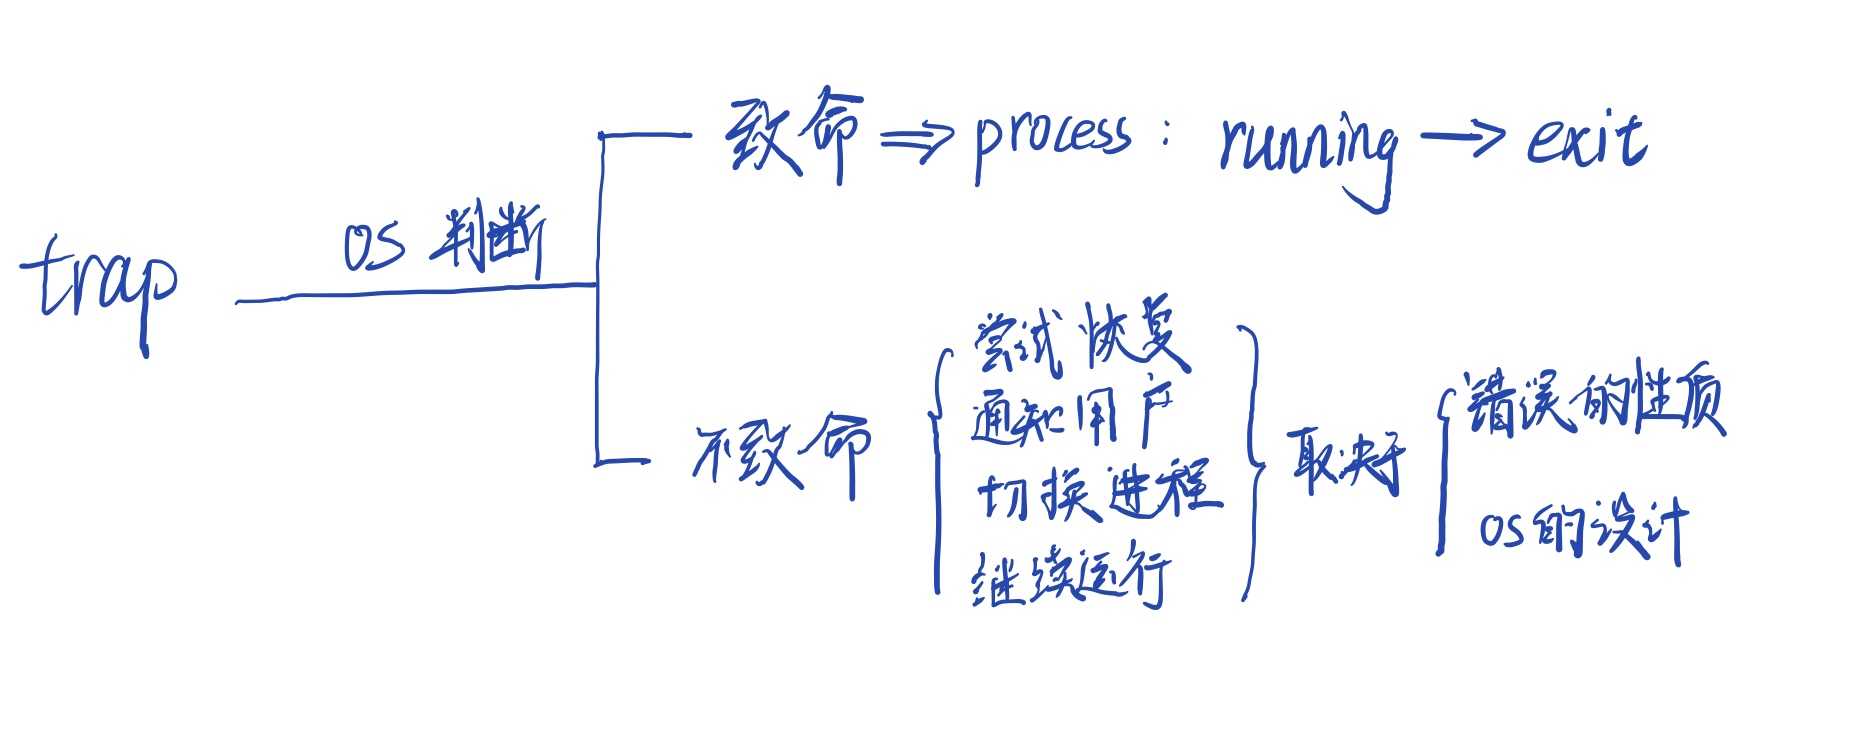 trap
OS 判断
致命 ⇒ process : running → exit
不致命
尝试恢复
通知用户
切换进程
继续运行
取决于
错误的性质
OS的设计